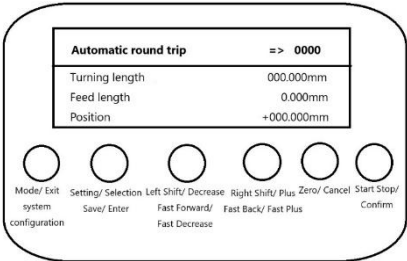 Automatic round trip => 0000
Turning length 000.000mm
Feed length 0.000mm
Position +000.000mm
Mode/ Exit system configuration
Setting/ Selection Save/ Enter
Left Shift/ Decrease Fast Forward/ Fast Decrease
Right Shift/ Plus Fast Back/ Fast Plus
Zero/ Cancel
Start Stop/ Confirm